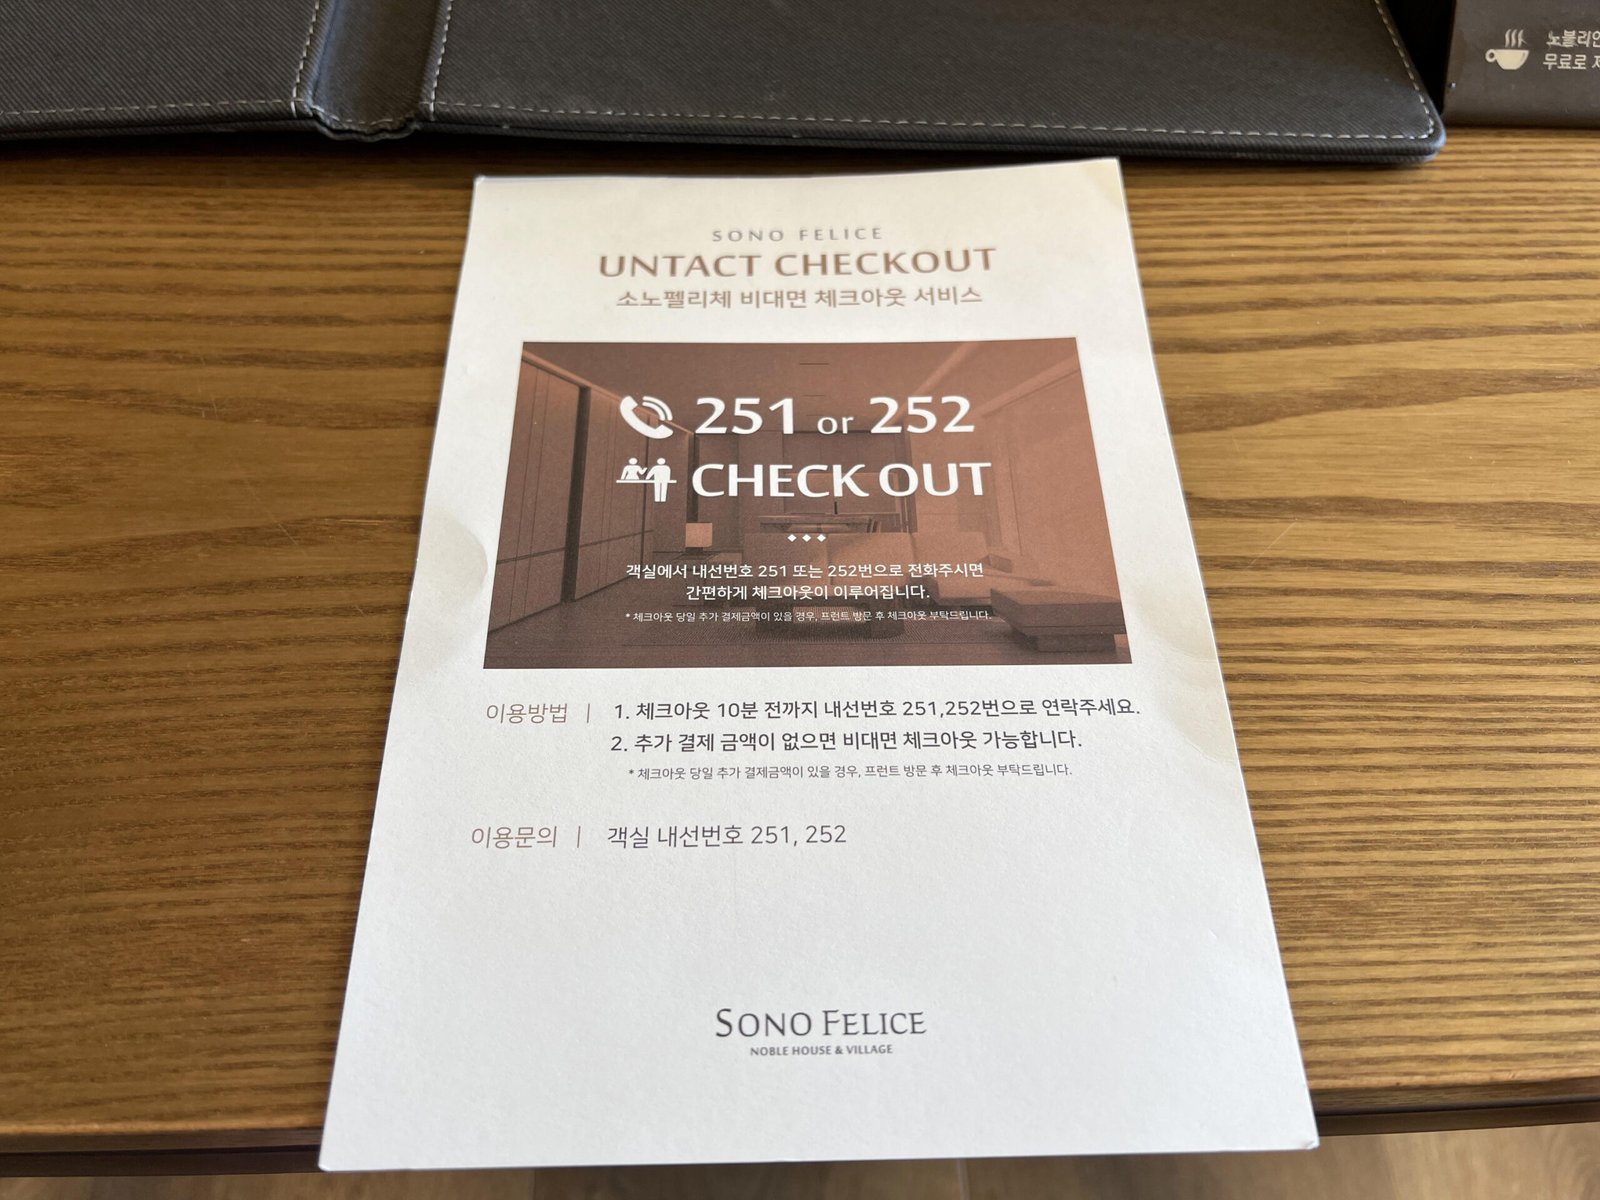 노블리안
무료로
SONO FELICE
UNTACT CHECKOUT
소노펠리체 비대면 체크아웃 서비스
251 or 252
CHECK OUT
객실에서 내선번호 251 또는 252번으로 전화주시면
간편하게 체크아웃이 이루어집니다.
* 체크아웃 당일 추가 결제금액이 있을 경우, 프런트 방문 후 체크아웃 부탁드립니다.
이용방법 | 1. 체크아웃 10분 전까지 내선번호 251,252번으로 연락주세요.
2. 추가 결제 금액이 없으면 비대면 체크아웃 가능합니다.
* 체크아웃 당일 추가 결제금액이 있을 경우, 프런트 방문 후 체크아웃 부탁드립니다.
이용문의 | 객실 내선번호 251, 252
SONO FELICE
NOBLE HOUSE & VILLAGE